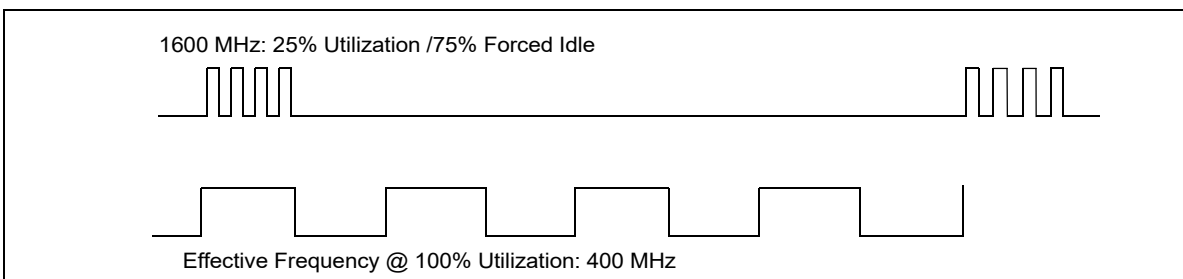 1600 MHz: 25% Utilization /75% Forced Idle
Effective Frequency @ 100% Utilization: 400 MHz